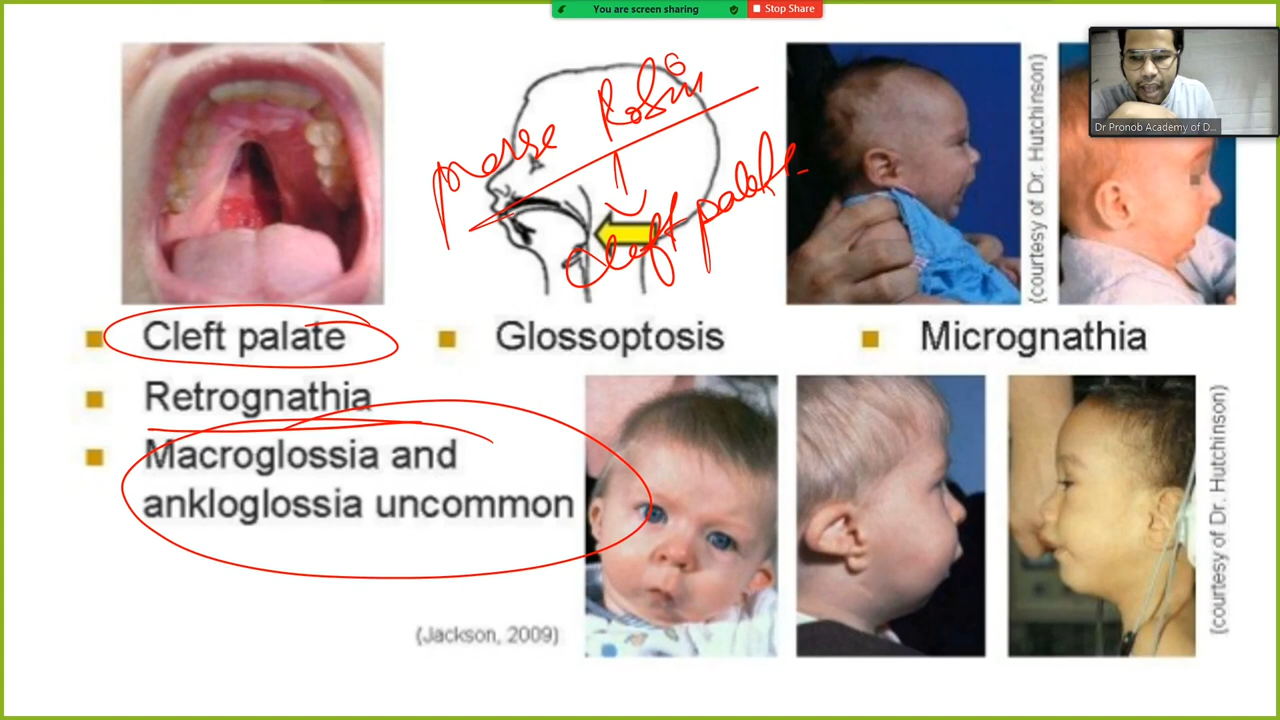 You are screen sharing
Stop Share
Dr Pronob Academy of D...
Robin
cleft palate
(courtesy of Dr. Hutchinson)
Cleft palate
Glossoptosis
Micrognathia
Retrognathia
Macroglossia and
ankloglossia uncommon
(courtesy of Dr. Hutchinson)
(Jackson, 2009)